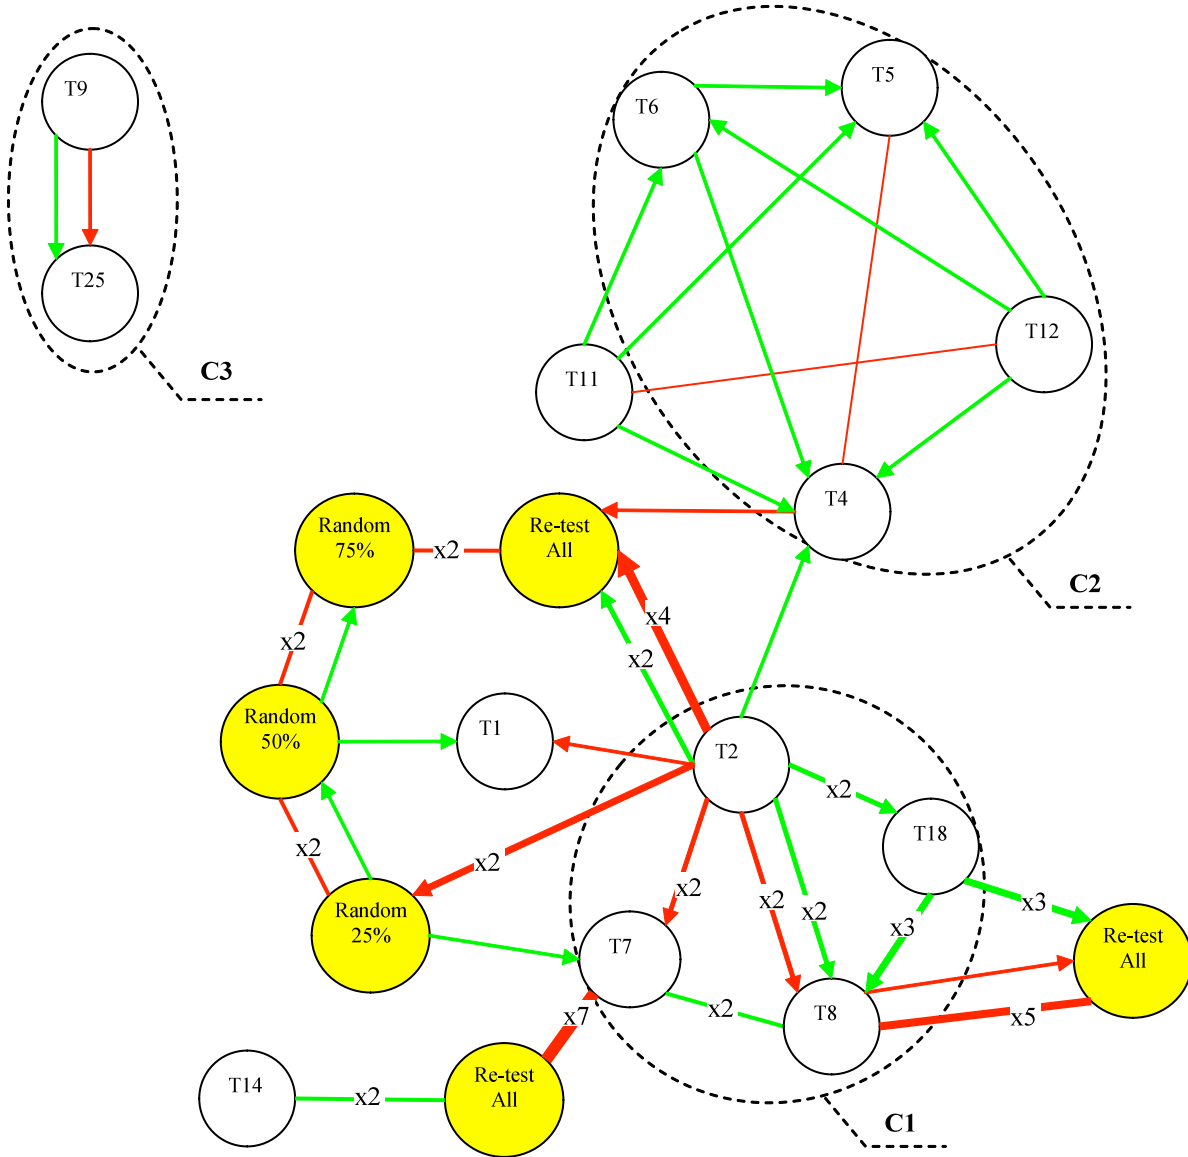 T9
T5
T6
T25
T12
C3
T11
T4
Random
75%
Re-test
All
x2
C2
x4
x2
x2
Random
50%
T1
T2
x2
T18
x2
x2
x2
x2
x2
x3
Random
25%
x3
T7
Re-test
All
x2
T8
x7
x5
T14
Re-test
All
x2
C1